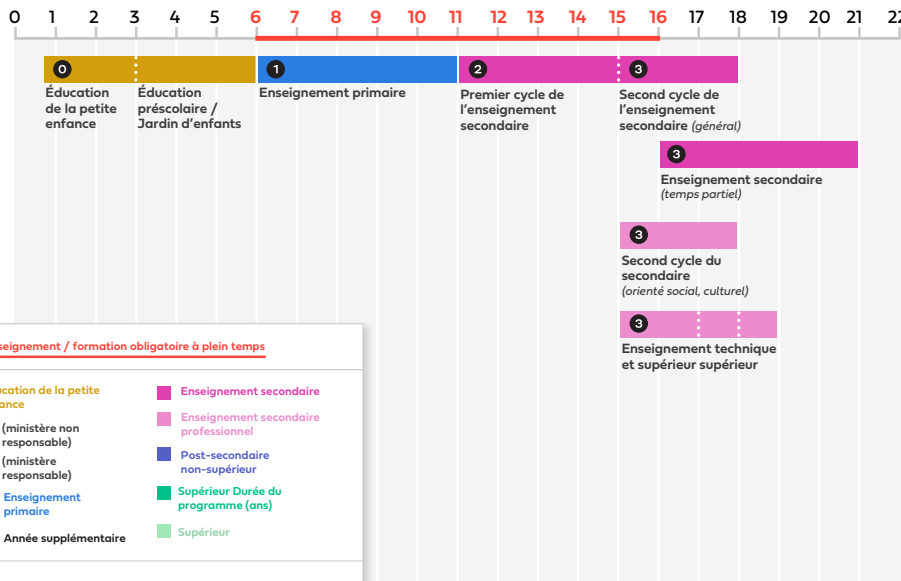 0 1 2 3 4 5 6 7 8 9 10 11 12 13 14 15 16 17 18 19 20 21 22
0 1 2 3
Éducation
de la petite
enfance
Éducation
préscolaire /
Jardin d'enfants
Enseignement primaire
Premier cycle de
l'enseignement
secondaire
Second cycle de
l'enseignement
secondaire (général)
3
Enseignement secondaire
(temps partiel)
3
Second cycle du
secondaire
(orienté social, culturel)
3
Enseignement technique
et supérieur supérieur
seignement / formation obligatoire à plein temps
ucation de la petite
ance
(ministère non
responsable)
(ministère
responsable)
Enseignement
primaire
Année supplémentaire
Enseignement secondaire
Enseignement secondaire
professionnel
Post-secondaire
non-supérieur
Supérieur Durée du
programme (ans)
Supérieur